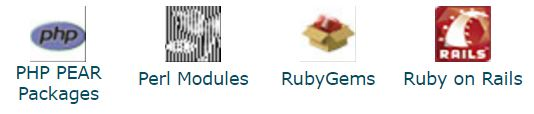 php
RAILS
PHP PEAR
Packages
Perl Modules
RubyGems
Ruby on Rails